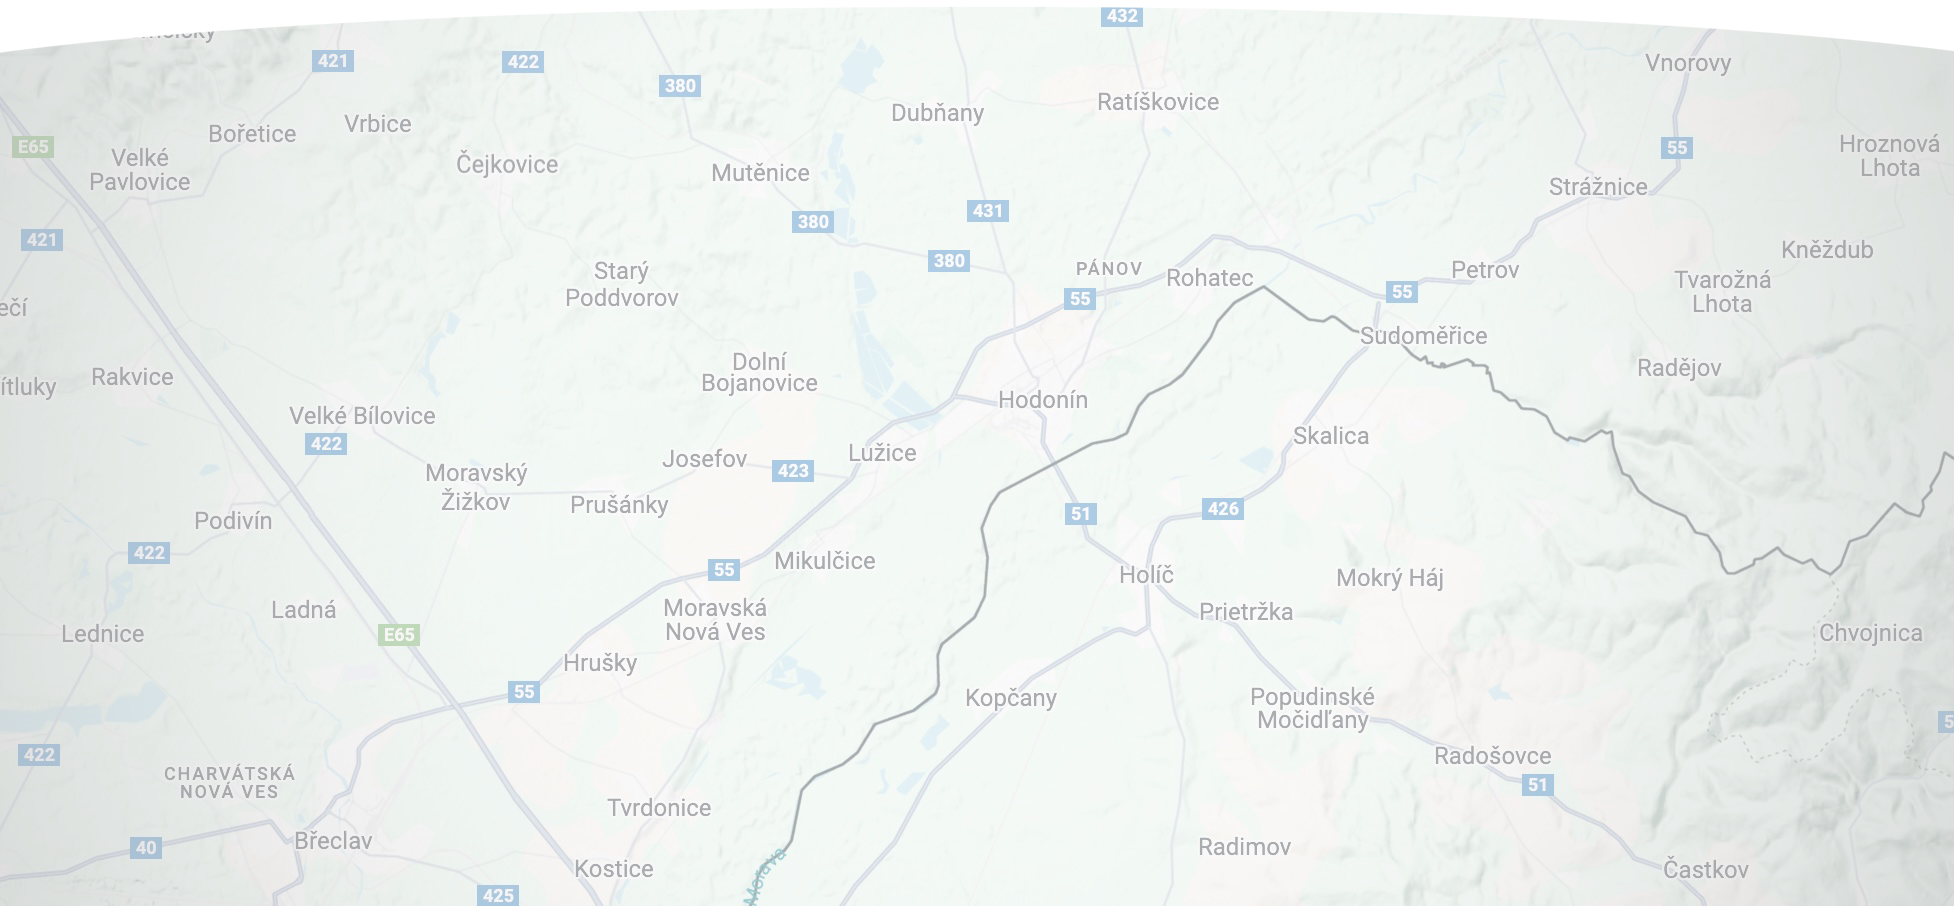 432
421
422
Vnorovy
380
Ratíškovice
Dubňany
Vrbice
Bořetice
E65
55
Hroznová
Lhota
Velké
Pavlovice
Čejkovice
Mutěnice
Strážnice
431
380
421
Kněždub
380
PÁNOV
Rohatec
Petrov
Starý
Poddvorov
55
55
Tvarožná
Lhota
ečí
Sudoměřice
Radějov
Dolní
Bojanovice
Rakvice
ítluky
Hodonín
Velké Bílovice
422
Skalica
Lužice
Josefov
423
Moravský
Žižkov
Prušánky
426
51
Podivín
422
Mikulčice
55
Holíč
Mokrý Háj
Ladná
Moravská
Nová Ves
Prietržka
Lednice
E65
Chvojnica
Hrušky
55
Kopčany
Popudinské
Močidľany
5
422
Radošovce
CHARVÁTSKÁ
NOVÁ VES
51
Tvrdonice
40
Břeclav
Radimov
Kostice
Morava
Častkov
425